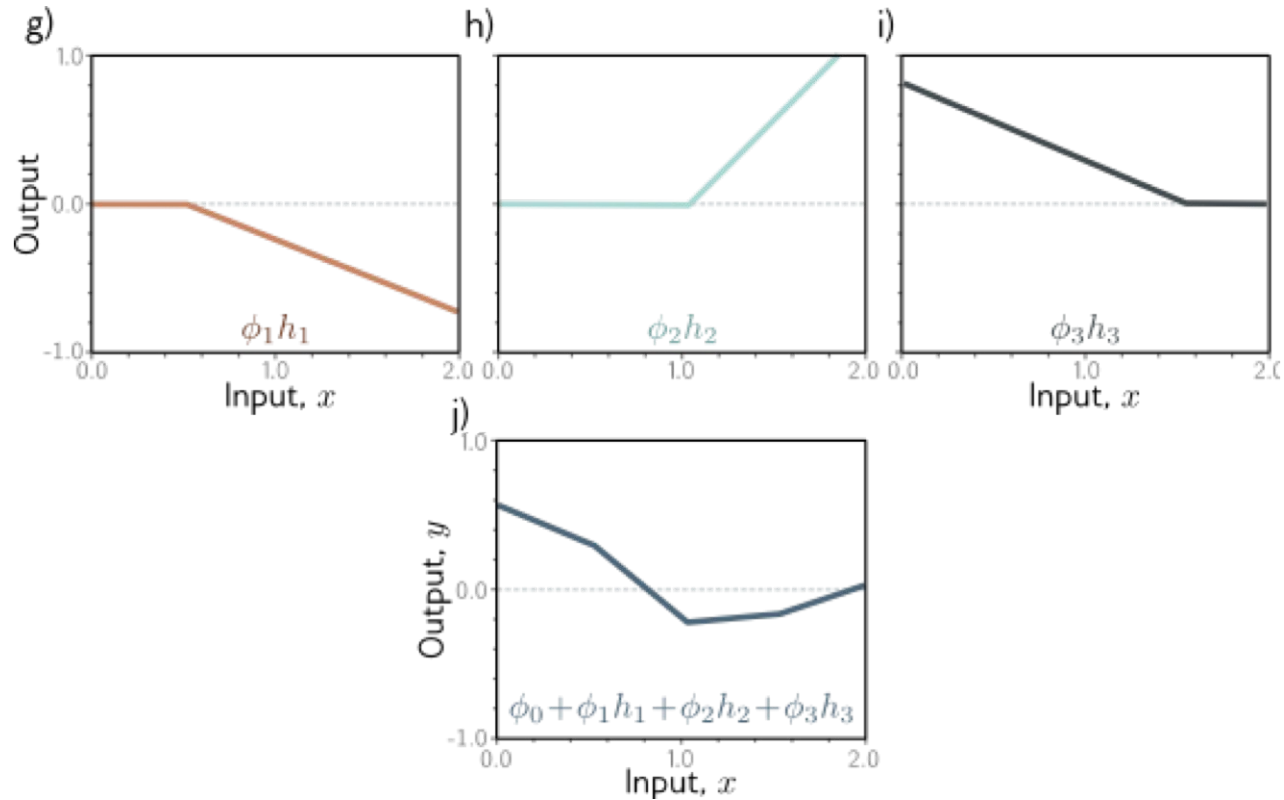 g) h) i)
1.0
Output
0.0
ϕ₁h₁ ϕ₂h₂ ϕ₃h₃
-1.0
0.0 1.0 2.0 0.0 1.0 2.0 0.0 1.0 2.0
Input, x Input, x
j)
1.0
Output, y
0.0
ϕ₀+ϕ₁h₁+ϕ₂h₂+ϕ₃h₃
-1.0
0.0 1.0 2.0
Input, x